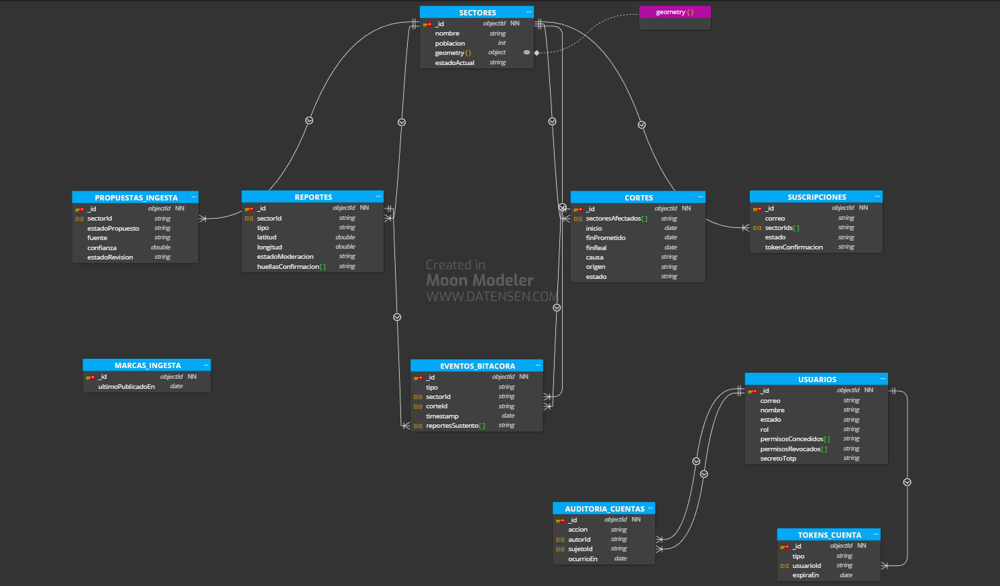 SECTORES ...
_id objectId NN
nombre string
poblacion int
geometry{} object
estadoActual string
geometry{}
PROPUESTAS_INGESTA ...
_id objectId NN
sectorId string
estadoPropuesto string
fuente string
confianza double
estadoRevision string
REPORTES ...
_id objectId NN
sectorId string
tipo string
latitud double
longitud double
estadoModeracion string
huellasConfirmacion[] string
CORTES ...
_id objectId NN
sectoresAfectados[] string
inicio date
finPrometido date
finReal date
causa string
origen string
estado string
SUSCRIPCIONES ...
_id objectId NN
correo string
sectorIds[] string
estado string
tokenConfirmacion string
Created in
Moon Modeler
WWW.DATENSEN.COM
MARCAS_INGESTA ...
_id objectId NN
ultimoPublicadoEn date
EVENTOS_BITACORA ...
_id objectId NN
tipo string
sectorId string
corteId string
timestamp date
reportesSustento[] string
USUARIOS ...
_id objectId NN
correo string
nombre string
estado string
rol string
permisosConcedidos[] string
permisosRevocados[] string
secretoTotp string
AUDITORIA_CUENTAS ...
_id objectId NN
accion string
autorId string
sujetoId string
ocurrioEn date
TOKENS_CUENTA ...
_id objectId NN
tipo string
usuarioId string
expiraEn date